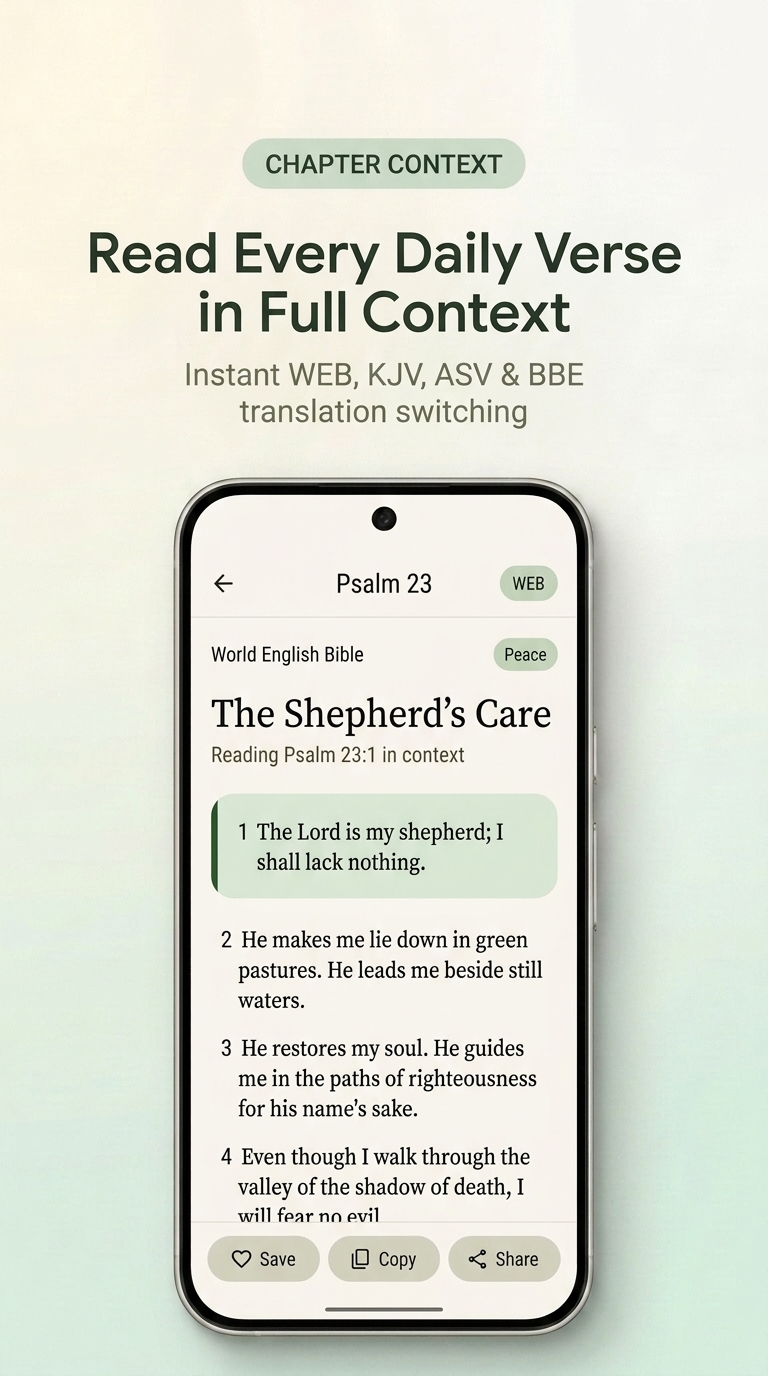 CHAPTER CONTEXT
Read Every Daily Verse
in Full Context
Instant WEB, KJV, ASV & BBE
translation switching
Psalm 23
WEB
World English Bible
Peace
The Shepherd’s Care
Reading Psalm 23:1 in context
1 The Lord is my shepherd; I
shall lack nothing.
2 He makes me lie down in green
pastures. He leads me beside still
waters.
3 He restores my soul. He guides
me in the paths of righteousness
for his name’s sake.
4 Even though I walk through the
valley of the shadow of death, I
will fear no evil
Save
Copy
Share